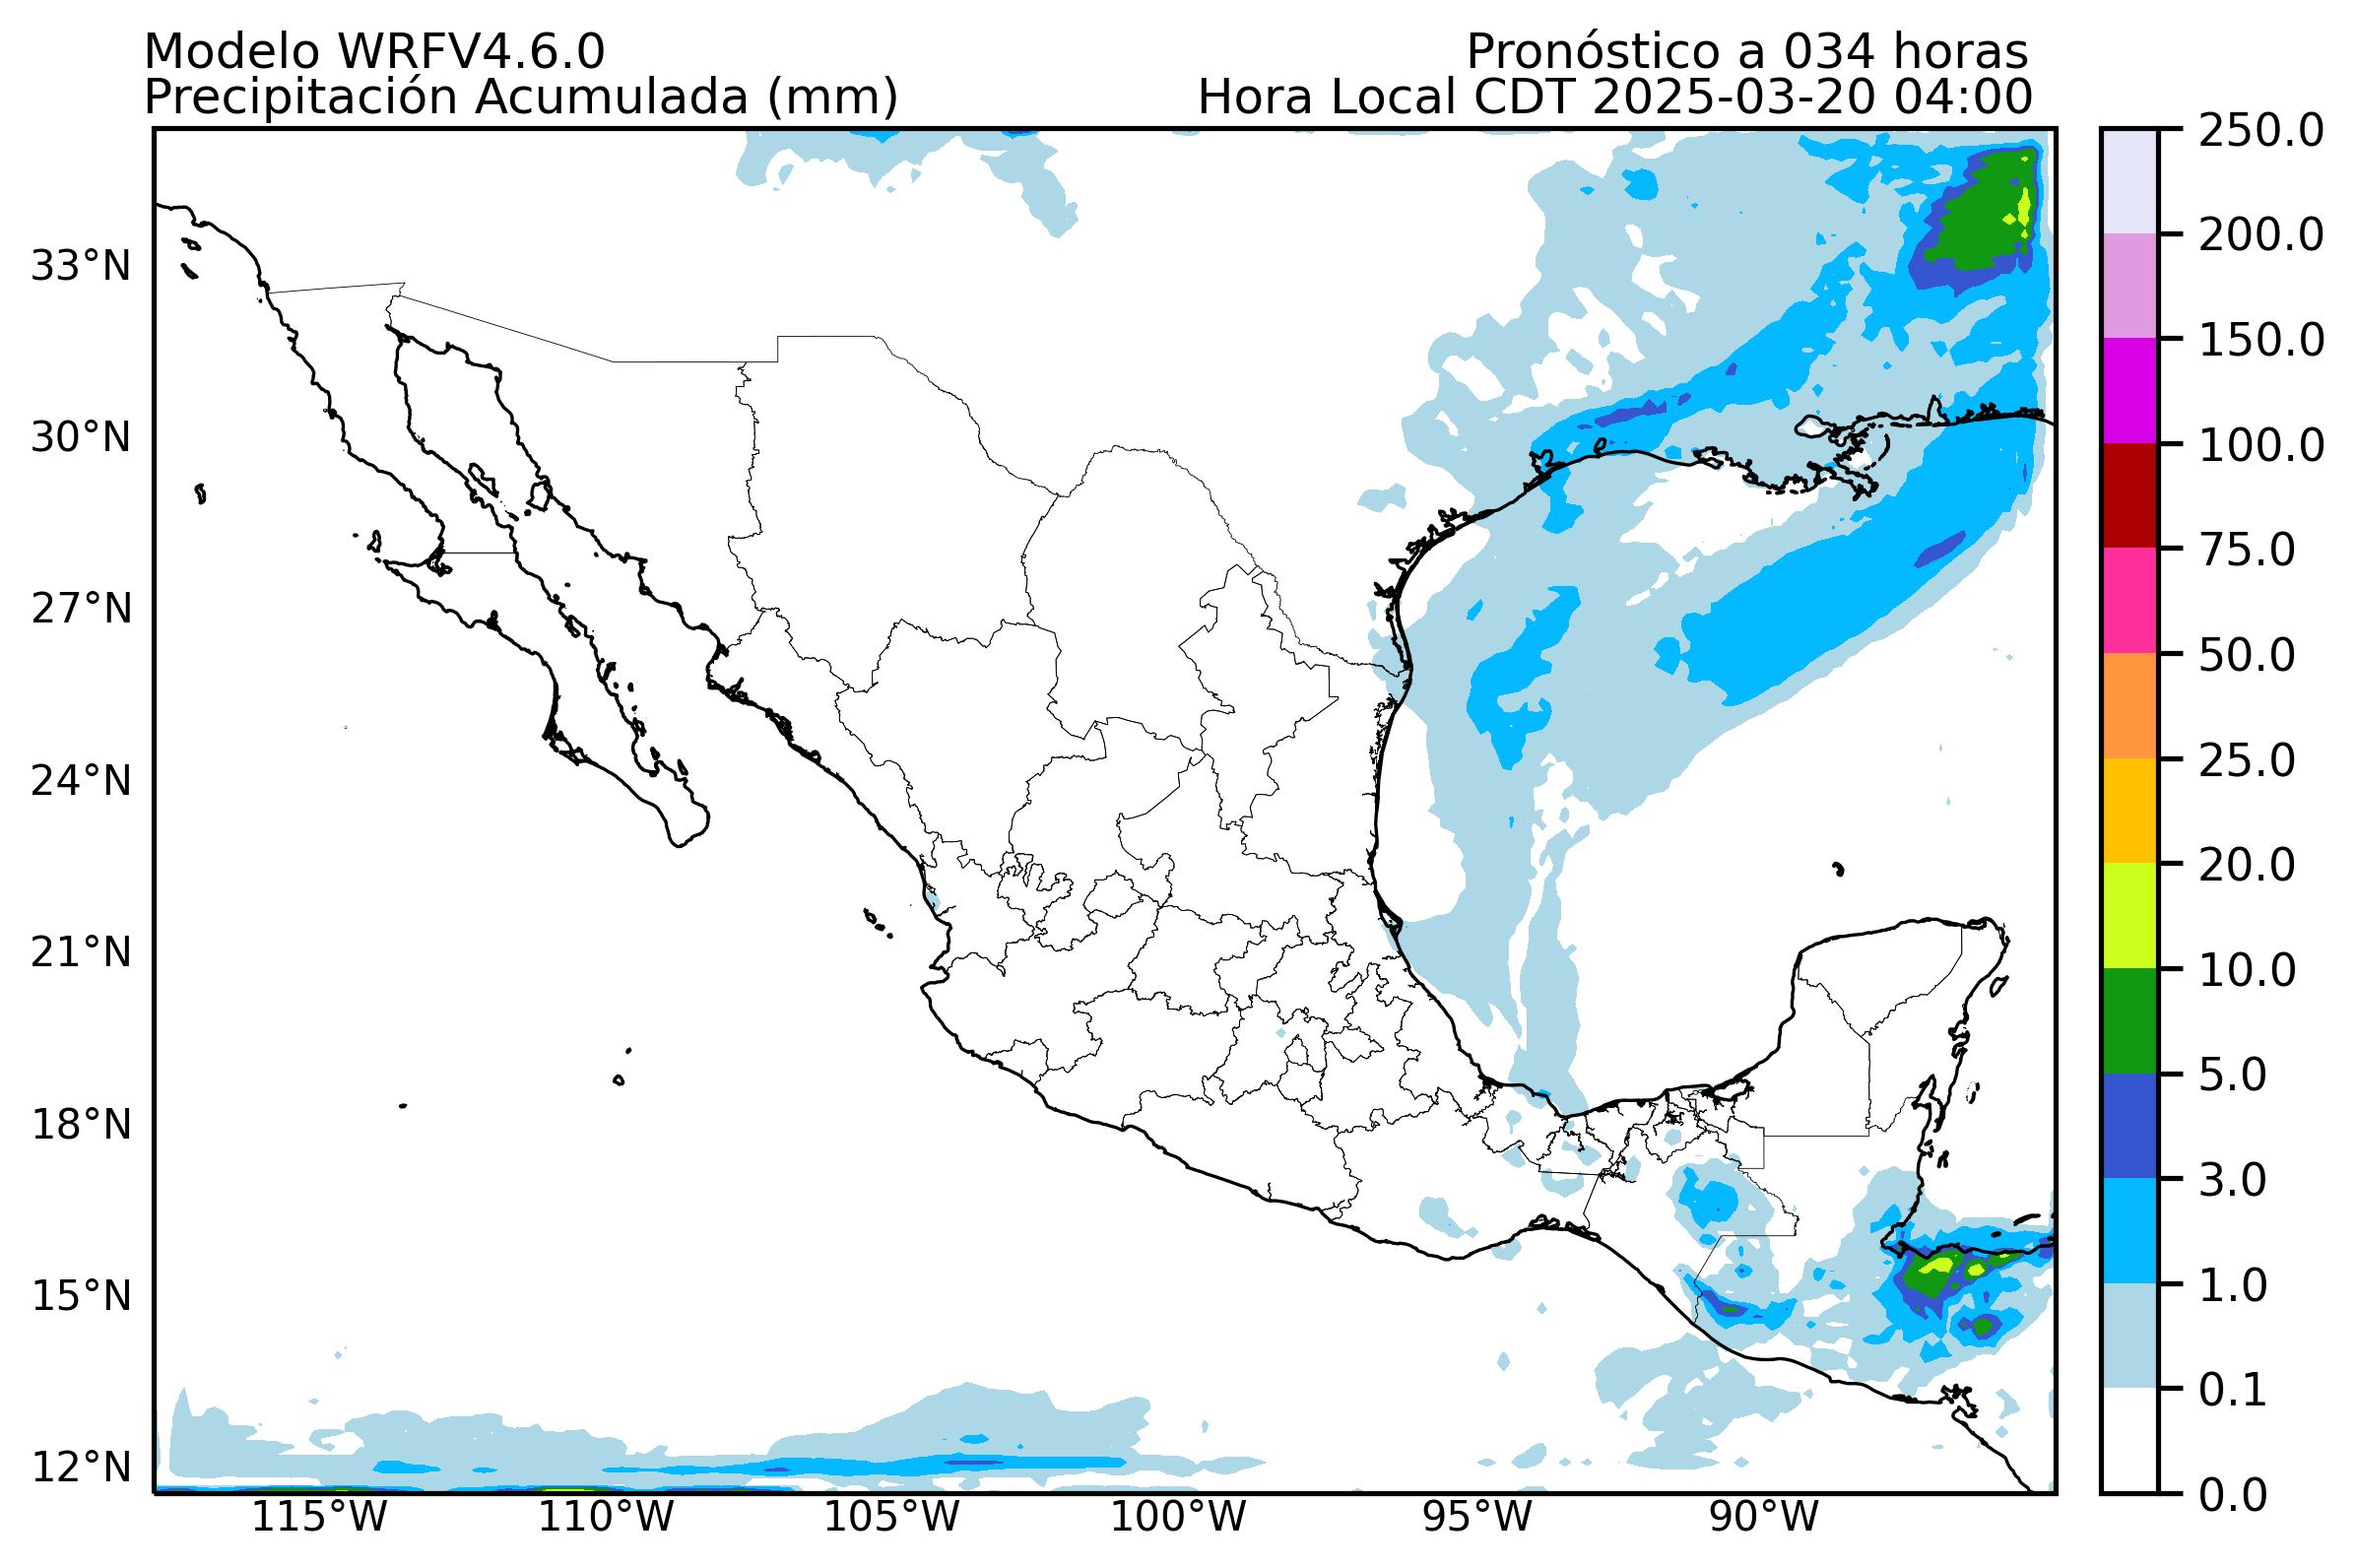 Modelo WRFV4.6.0
Pronóstico a 034 horas
Precipitación Acumulada (mm)
Hora Local CDT 2025-03-20 04:00
33°N
30°N
27°N
24°N
21°N
18°N
15°N
12°N
115°W
110°W
105°W
100°W
95°W
90°W
250.0
200.0
150.0
100.0
75.0
50.0
25.0
20.0
10.0
5.0
3.0
1.0
0.1
0.0